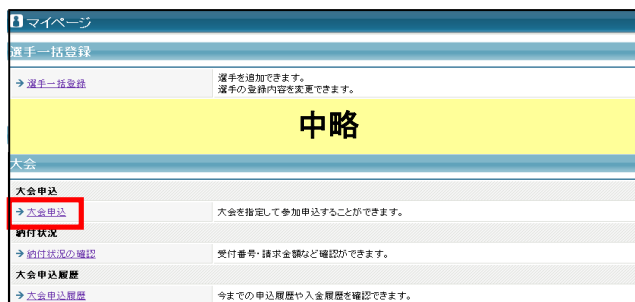 マイページ
選手一括登録
選手一括登録
選手を追加できます。
選手の登録内容を変更できます。
中略
大会
大会申込
大会申込
大会を指定して参加申込することができます。
納付状況
納付状況の確認
受付番号・請求金額など確認ができます。
大会申込履歴
大会申込履歴
今までの申込履歴や入金履歴を確認できます。